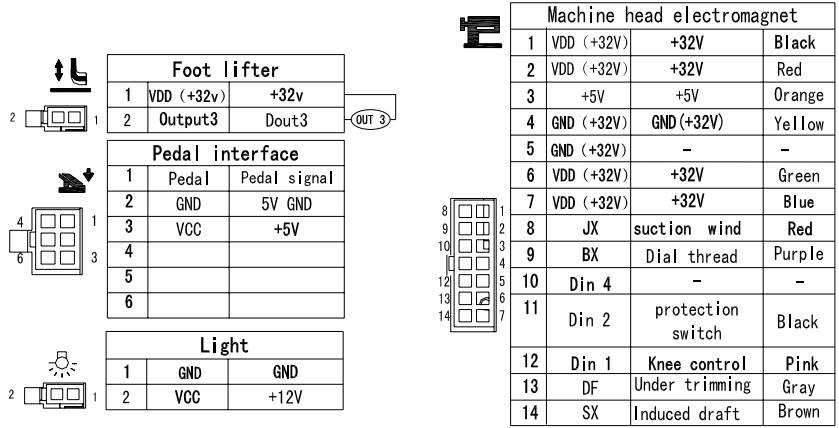 Foot lifter
1 VDD (+32v) +32v
2 Output3 Dout3
OUT 3
2 1
Pedal interface
1 Pedal Pedal signal
2 GND 5V GND
3 VCC +5V
4
5
6
4 1
6 3
Light
1 GND GND
2 VCC +12V
2 1
Machine head electromagnet
1 VDD (+32V) +32V Black
2 VDD (+32V) +32V Red
3 +5V +5V Orange
4 GND (+32V) GND(+32V) Yellow
5 GND (+32V) - -
6 VDD (+32V) +32V Green
7 VDD (+32V) +32V Blue
8 JX suction wind Red
9 BX Dial thread Purple
10 Din 4 - -
11 Din 2 protection switch Black
12 Din 1 Knee control Pink
13 DF Under trimming Gray
14 SX Induced draft Brown
8 1
9 2
10 3
4
12 5
13 6
14 7